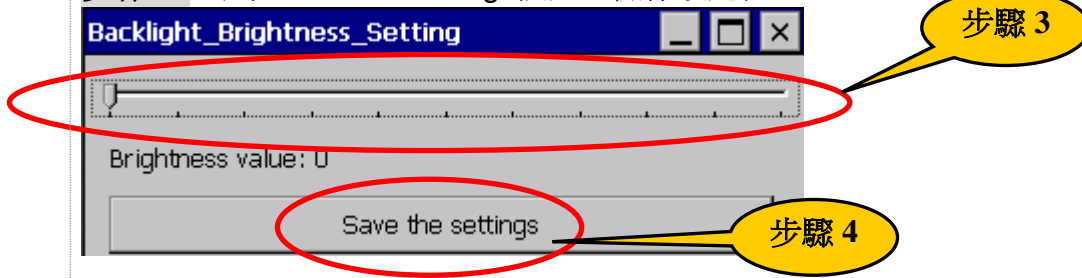 Backlight_Brightness_Setting
步驟 3
Brightness value: 0
Save the settings
步驟 4